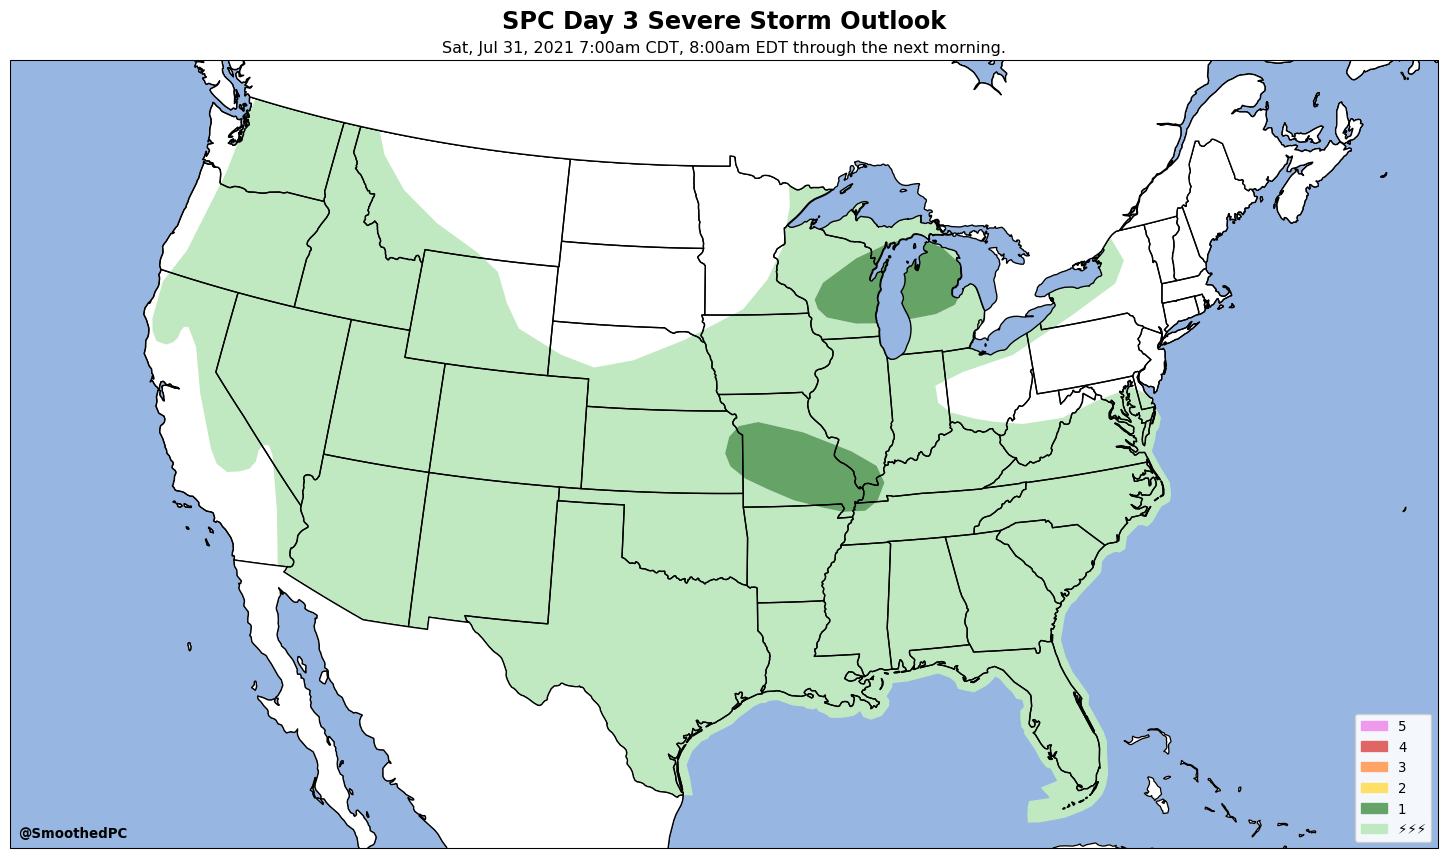 SPC Day 3 Severe Storm Outlook
Sat, Jul 31, 2021 7:00am CDT, 8:00am EDT through the next morning.
5
4
3
2
1
⚡⚡⚡
@SmoothedPC